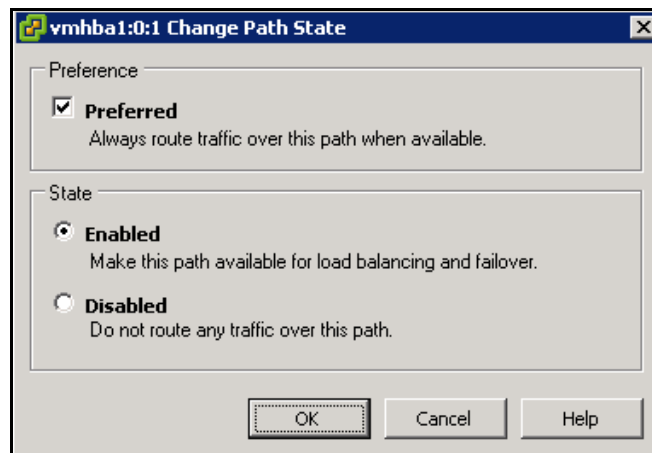 vmhba1:0:1 Change Path State
Preference
Preferred
Always route traffic over this path when available.
State
Enabled
Make this path available for load balancing and failover.
Disabled
Do not route any traffic over this path.
OK
Cancel
Help